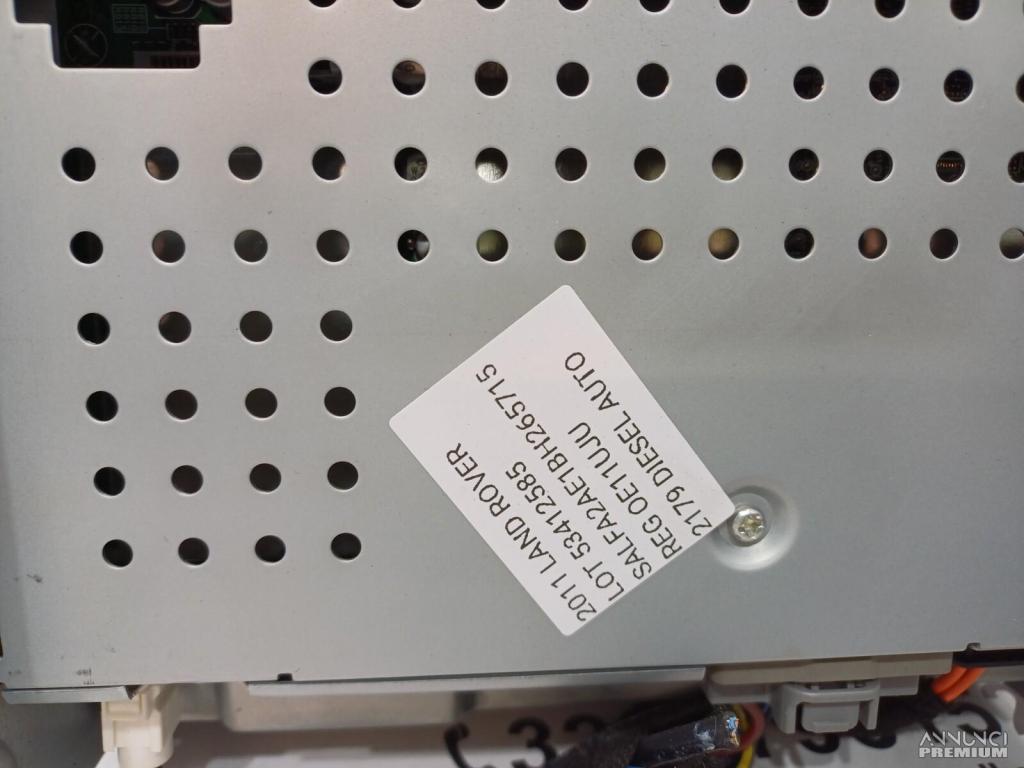 2011 LAND ROVER
LOT 53412585
SALFA2AE1BH265715
REG OE11UJU
2179 DIESEL AUTO
ANNUNCI
PREMIUM